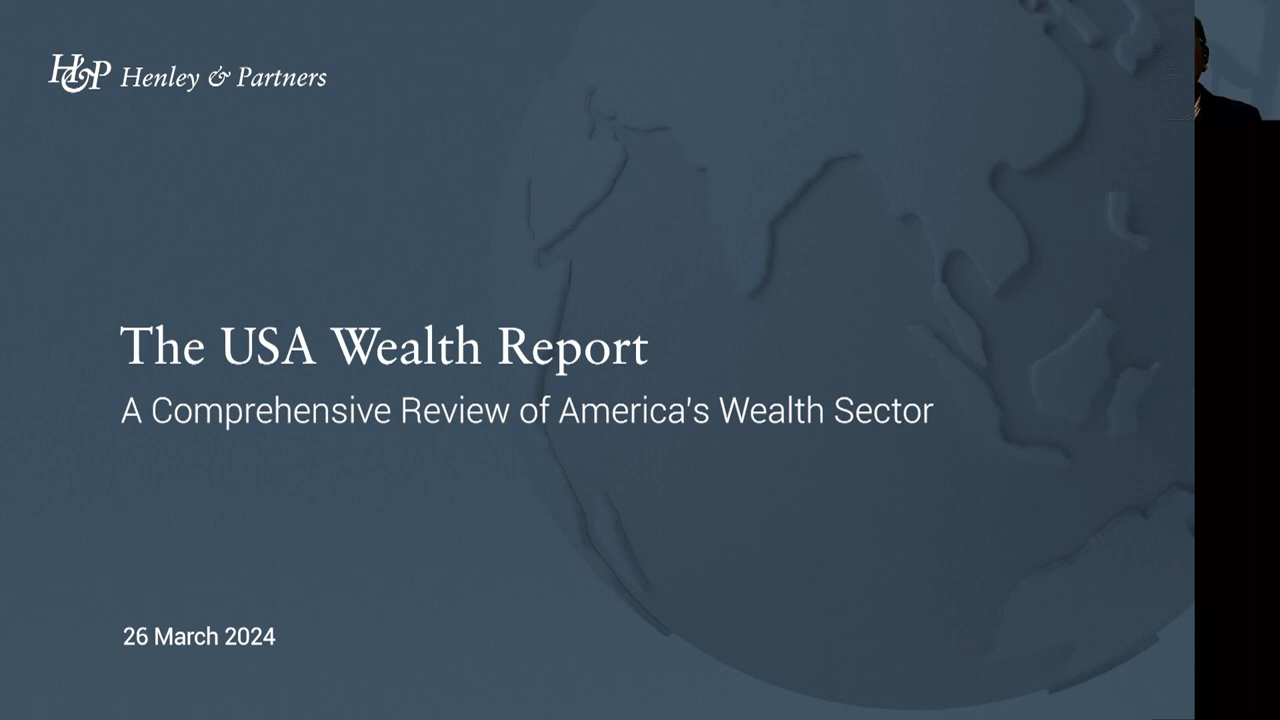 H&P Henley & Partners
The USA Wealth Report
A Comprehensive Review of America's Wealth Sector
26 March 2024